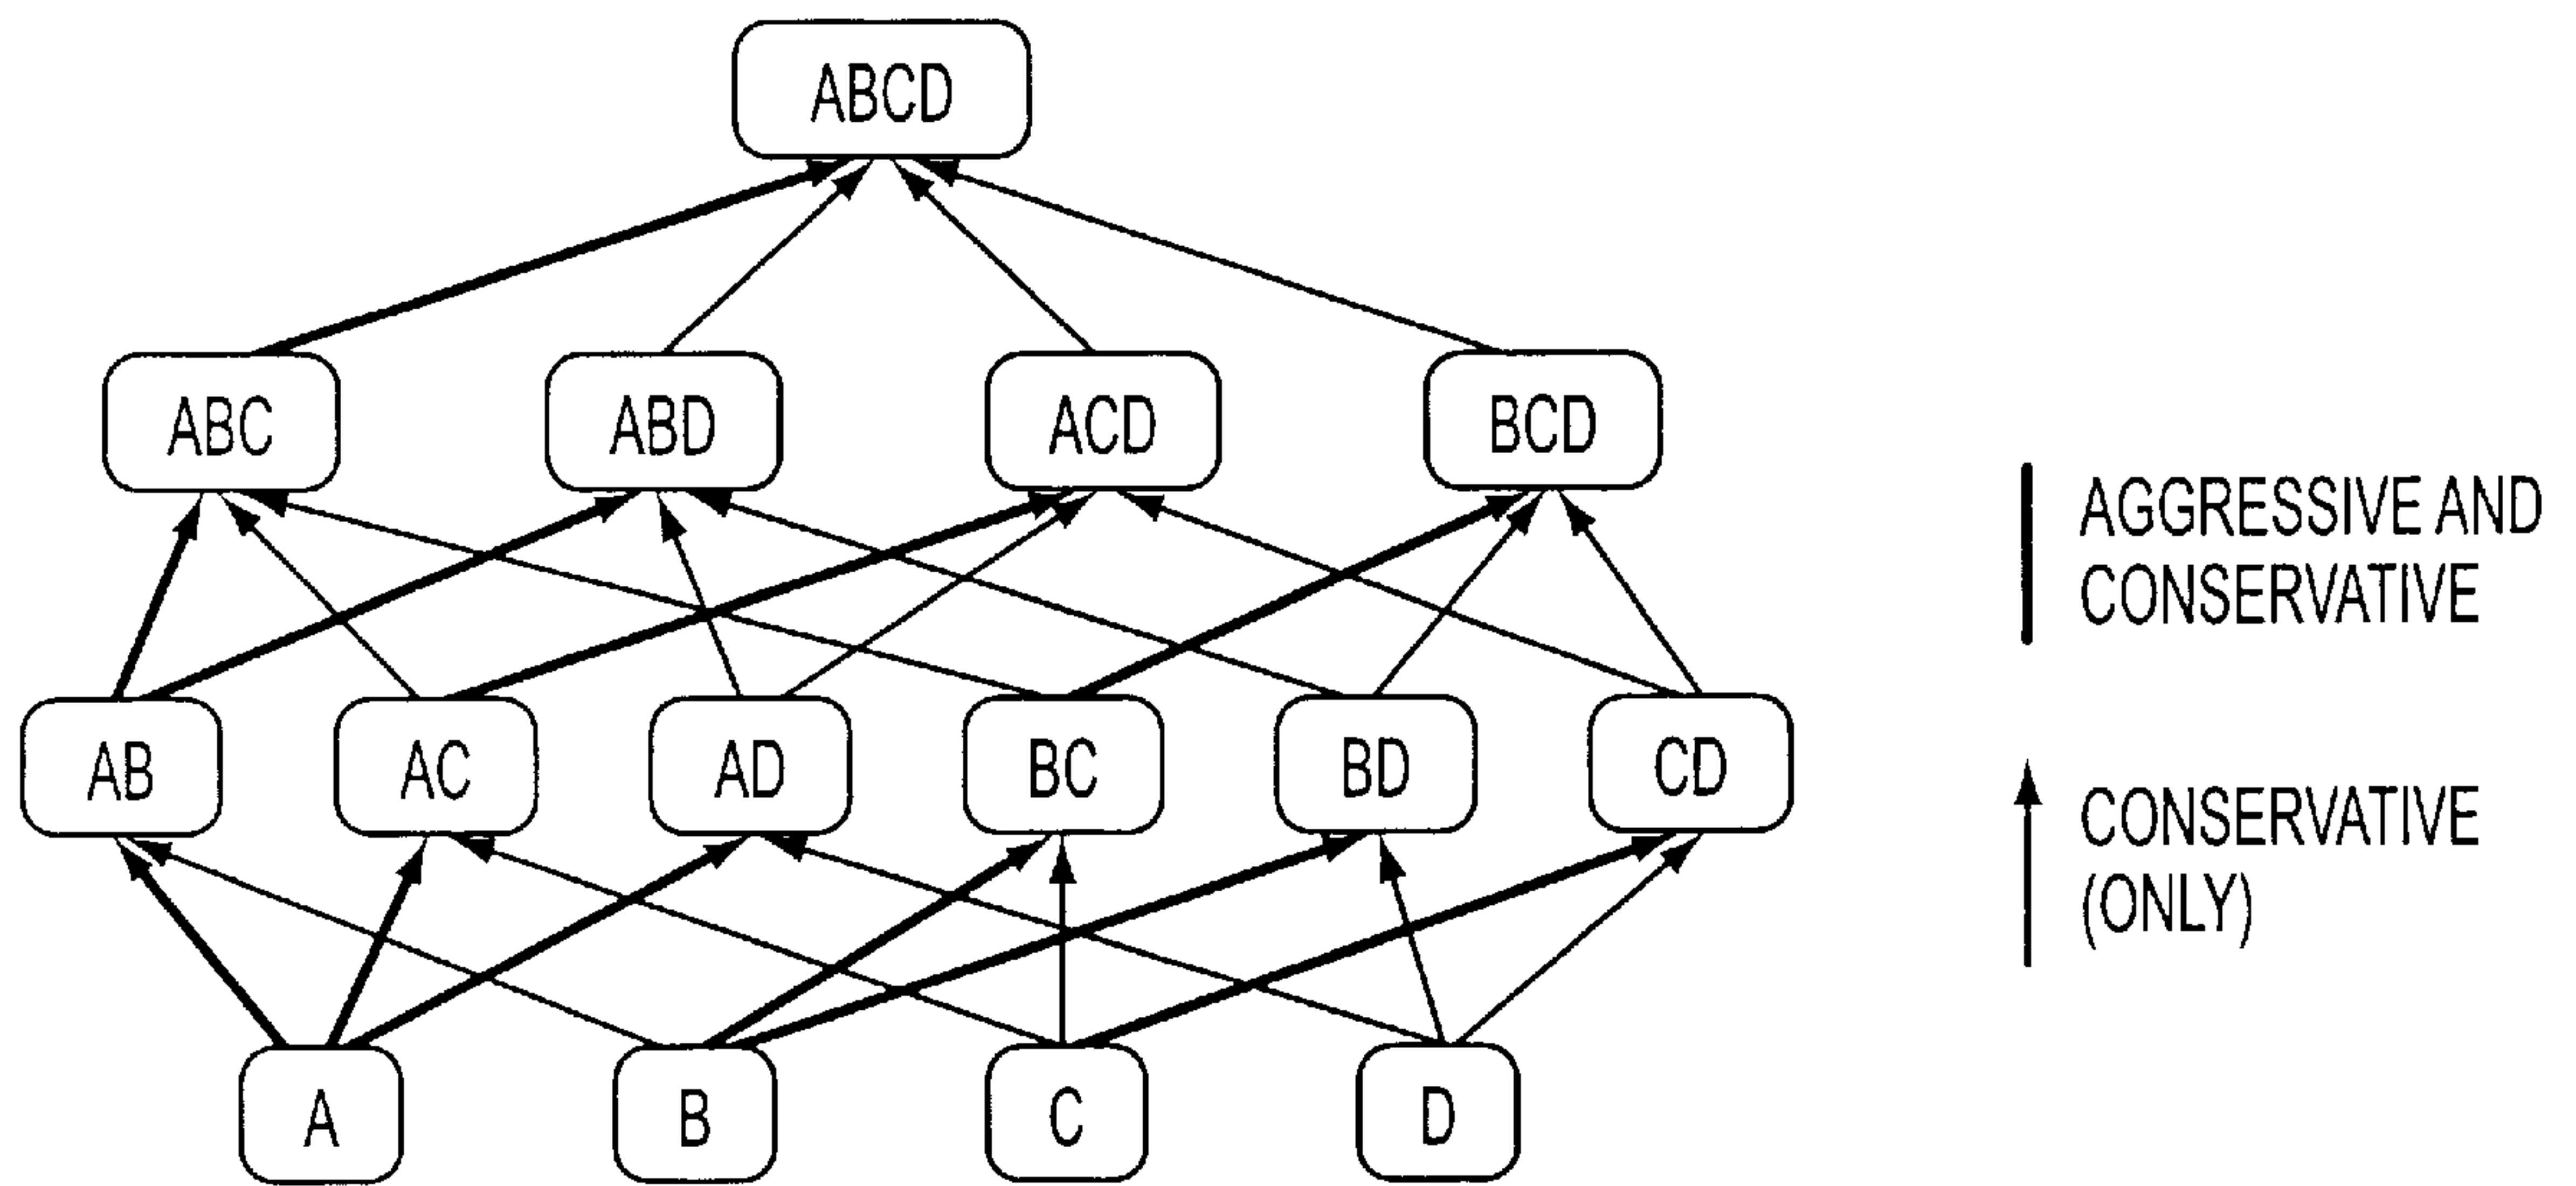 ABCD
ABC
ABD
ACD
BCD
AB
AC
AD
BC
BD
CD
A
B
C
D
AGGRESSIVE AND
CONSERVATIVE
CONSERVATIVE
(ONLY)